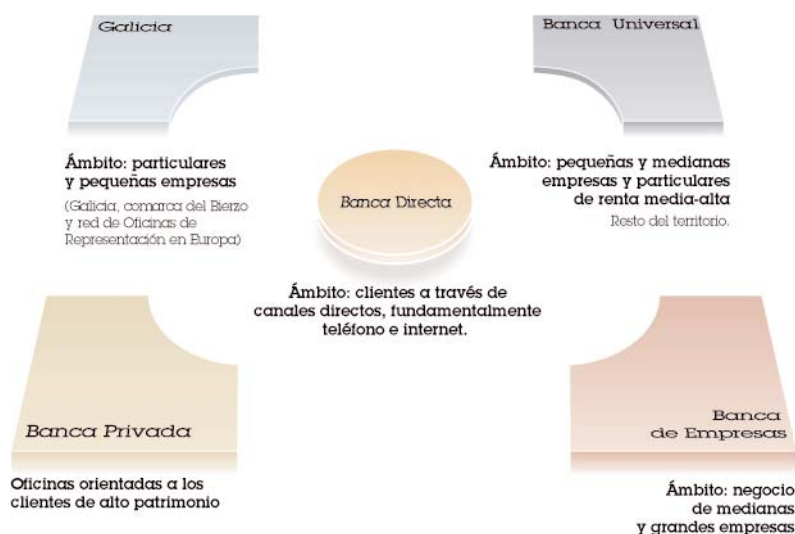 Galicia
Ámbito: particulares
y pequeñas empresas
(Galicia, comarca del Bierzo
y red de Oficinas de
Representación en Europa)
Banca Universal
Ámbito: pequeñas y medianas
empresas y particulares
de renta media-alta
Resto del territorio.
Banca Directa
Ámbito: clientes a través de
canales directos, fundamentalmente
teléfono e internet.
Banca Privada
Oficinas orientadas a los
clientes de alto patrimonio
Banca
de Empresas
Ámbito: negocio
de medianas
y grandes empresas